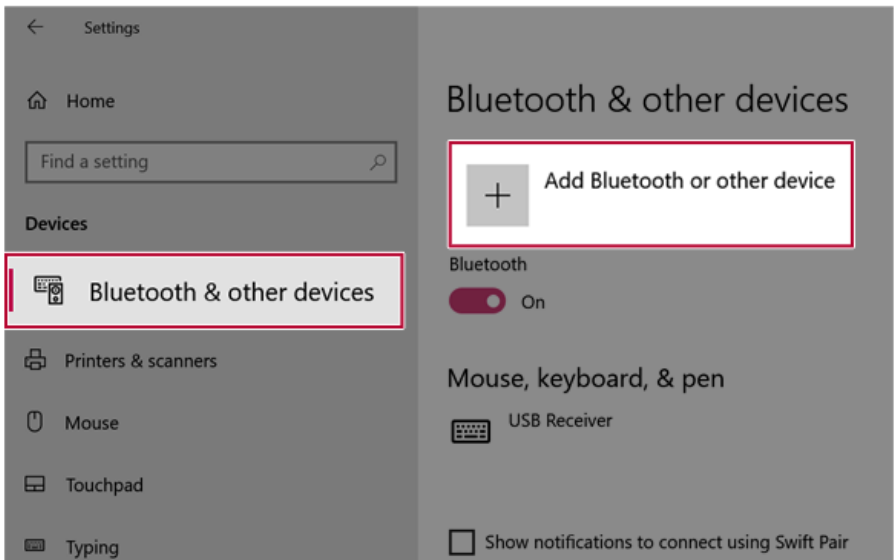 Settings
Home
Find a setting
Devices
Bluetooth & other devices
Printers & scanners
Mouse
Touchpad
Typing
Bluetooth & other devices
Add Bluetooth or other device
Bluetooth
On
Mouse, keyboard, & pen
USB Receiver
Show notifications to connect using Swift Pair